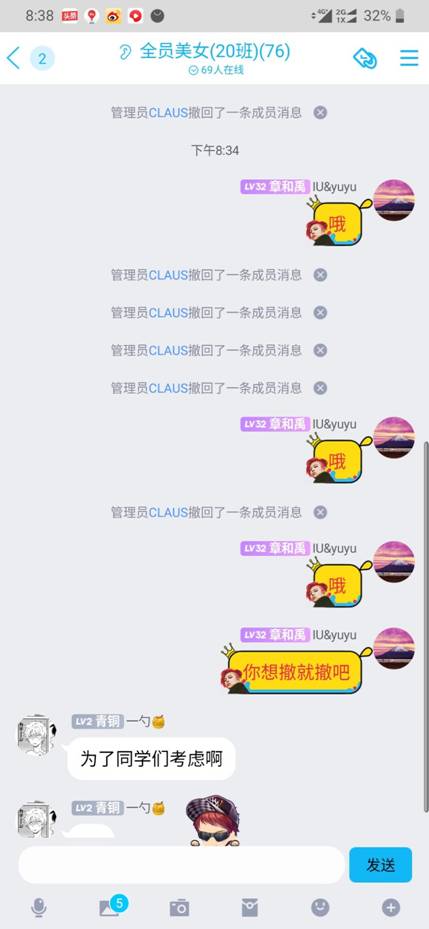 8:38
头条
4G+
2G
1X
32%
2
全员美女(20班)(76)
69人在线
管理员CLAUS撤回了一条成员消息
下午8:34
LV32 章和禹 IU&yuyu
哦
管理员CLAUS撤回了一条成员消息
管理员CLAUS撤回了一条成员消息
管理员CLAUS撤回了一条成员消息
管理员CLAUS撤回了一条成员消息
LV32 章和禹 IU&yuyu
哦
管理员CLAUS撤回了一条成员消息
LV32 章和禹 IU&yuyu
哦
LV32 章和禹 IU&yuyu
你想撤就撤吧
LV2 青铜 一勺🍯
为了同学们考虑啊
LV2 青铜 一勺🍯
发送
5